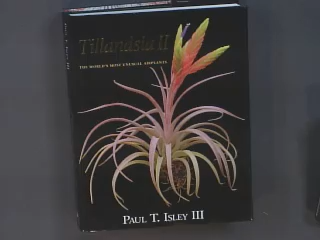 Tillandsia II
THE WORLD'S MOST UNUSUAL AIRPLANTS
PAUL T. ISLEY III